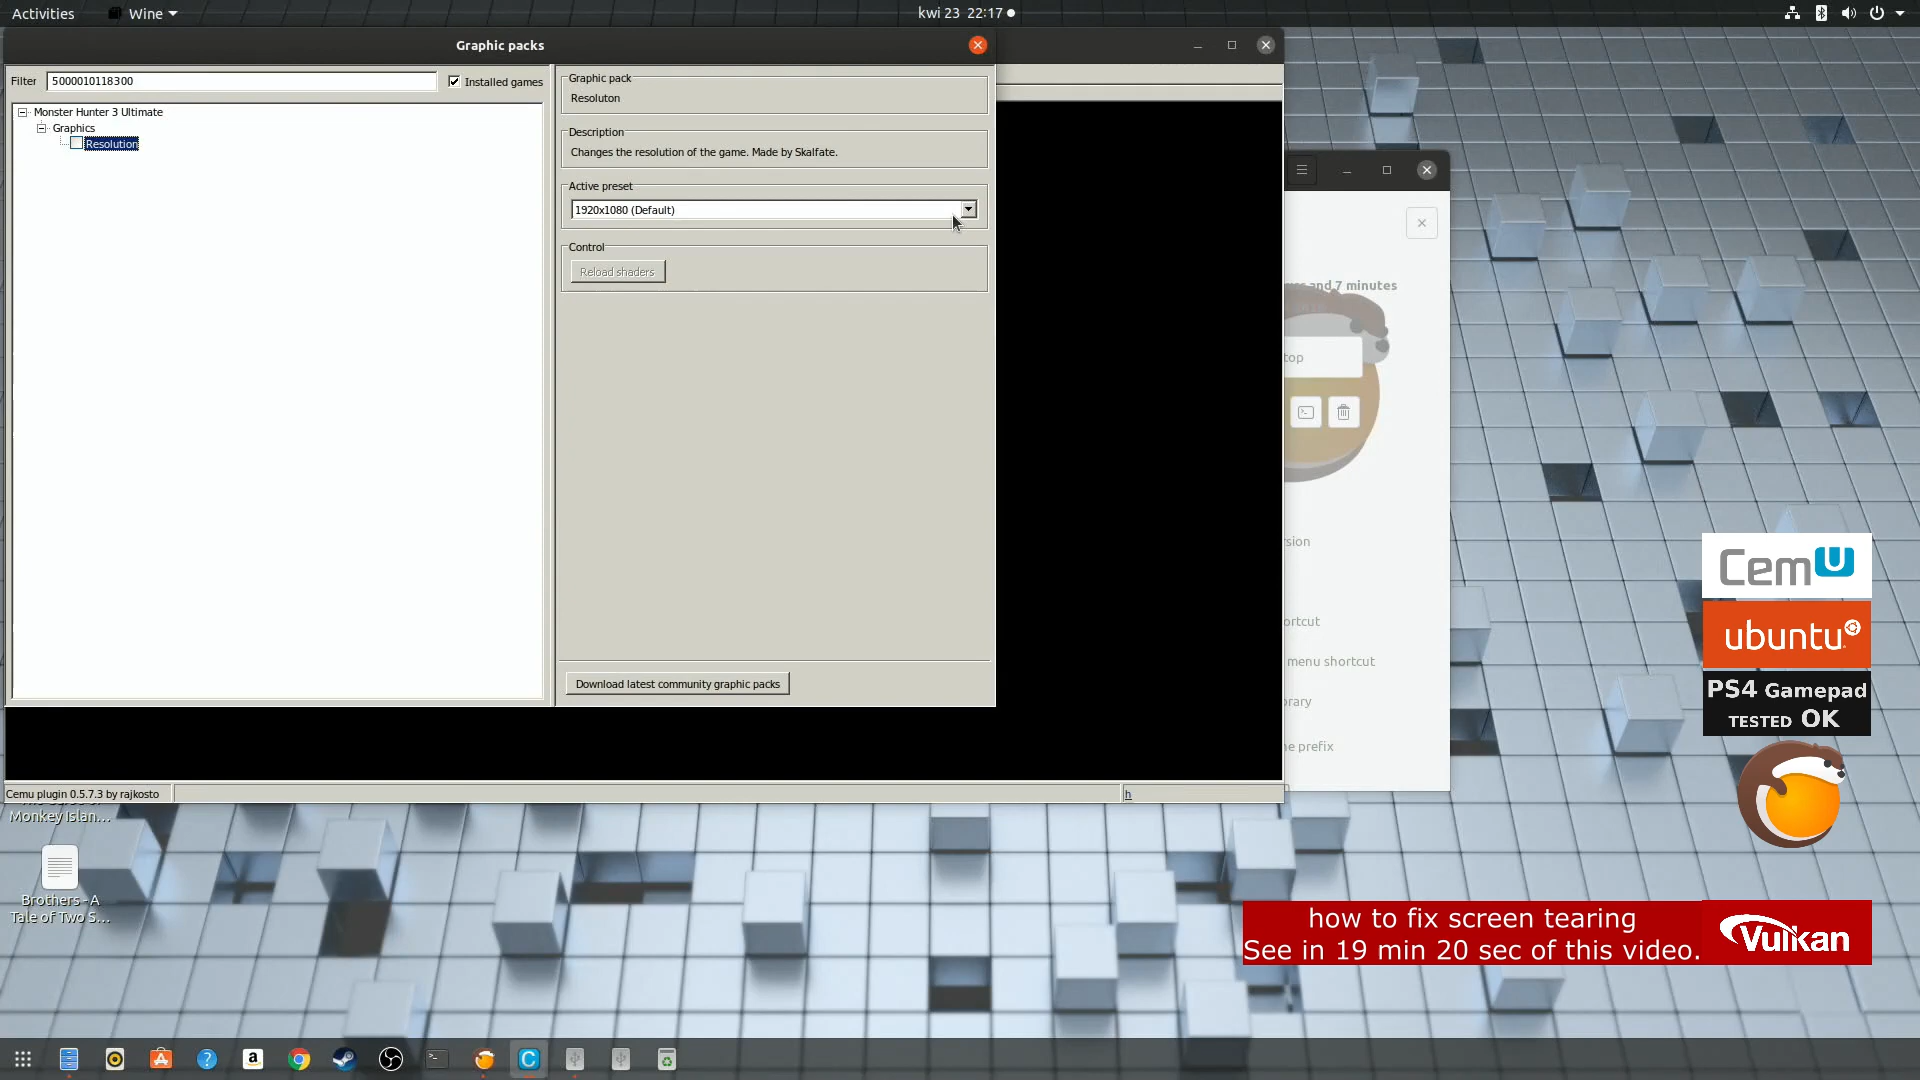 Activities
Wine
kwi 23 22:17
Graphic packs
Filter
5000010118300
Installed games
Monster Hunter 3 Ultimate
Graphics
Resolution
Graphic pack
Resoluton
Description
Changes the resolution of the game. Made by Skalfate.
Active preset
1920x1080 (Default)
Control
Reload shaders
Download latest community graphic packs
Cemu plugin 0.5.7.3 by rajkosto
h
and 7 minutes
top
sion
ortcut
menu shortcut
rary
ne prefix
Monkey Islan...
Brothers - A
Tale of Two S...
CemU
ubuntu
PS4 Gamepad
TESTED OK
how to fix screen tearing
See in 19 min 20 sec of this video.
Vulkan